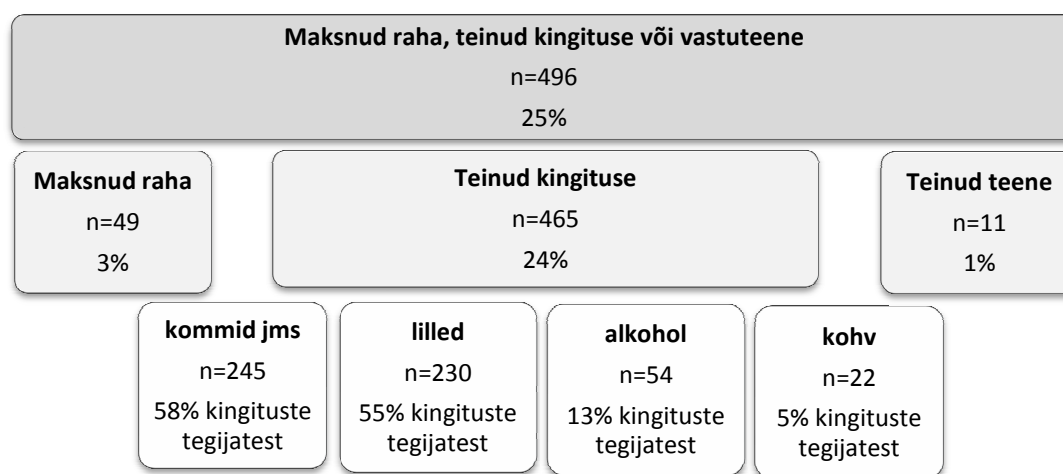 Maksnud raha, teinud kingituse või vastuteene
n=496
25%
Maksnud raha
n=49
3%
Teinud kingituse
n=465
24%
Teinud teene
n=11
1%
kommid jms
n=245
58% kingituste
tegijatest
lilled
n=230
55% kingituste
tegijatest
alkohol
n=54
13% kingituste
tegijatest
kohv
n=22
5% kingituste
tegijatest